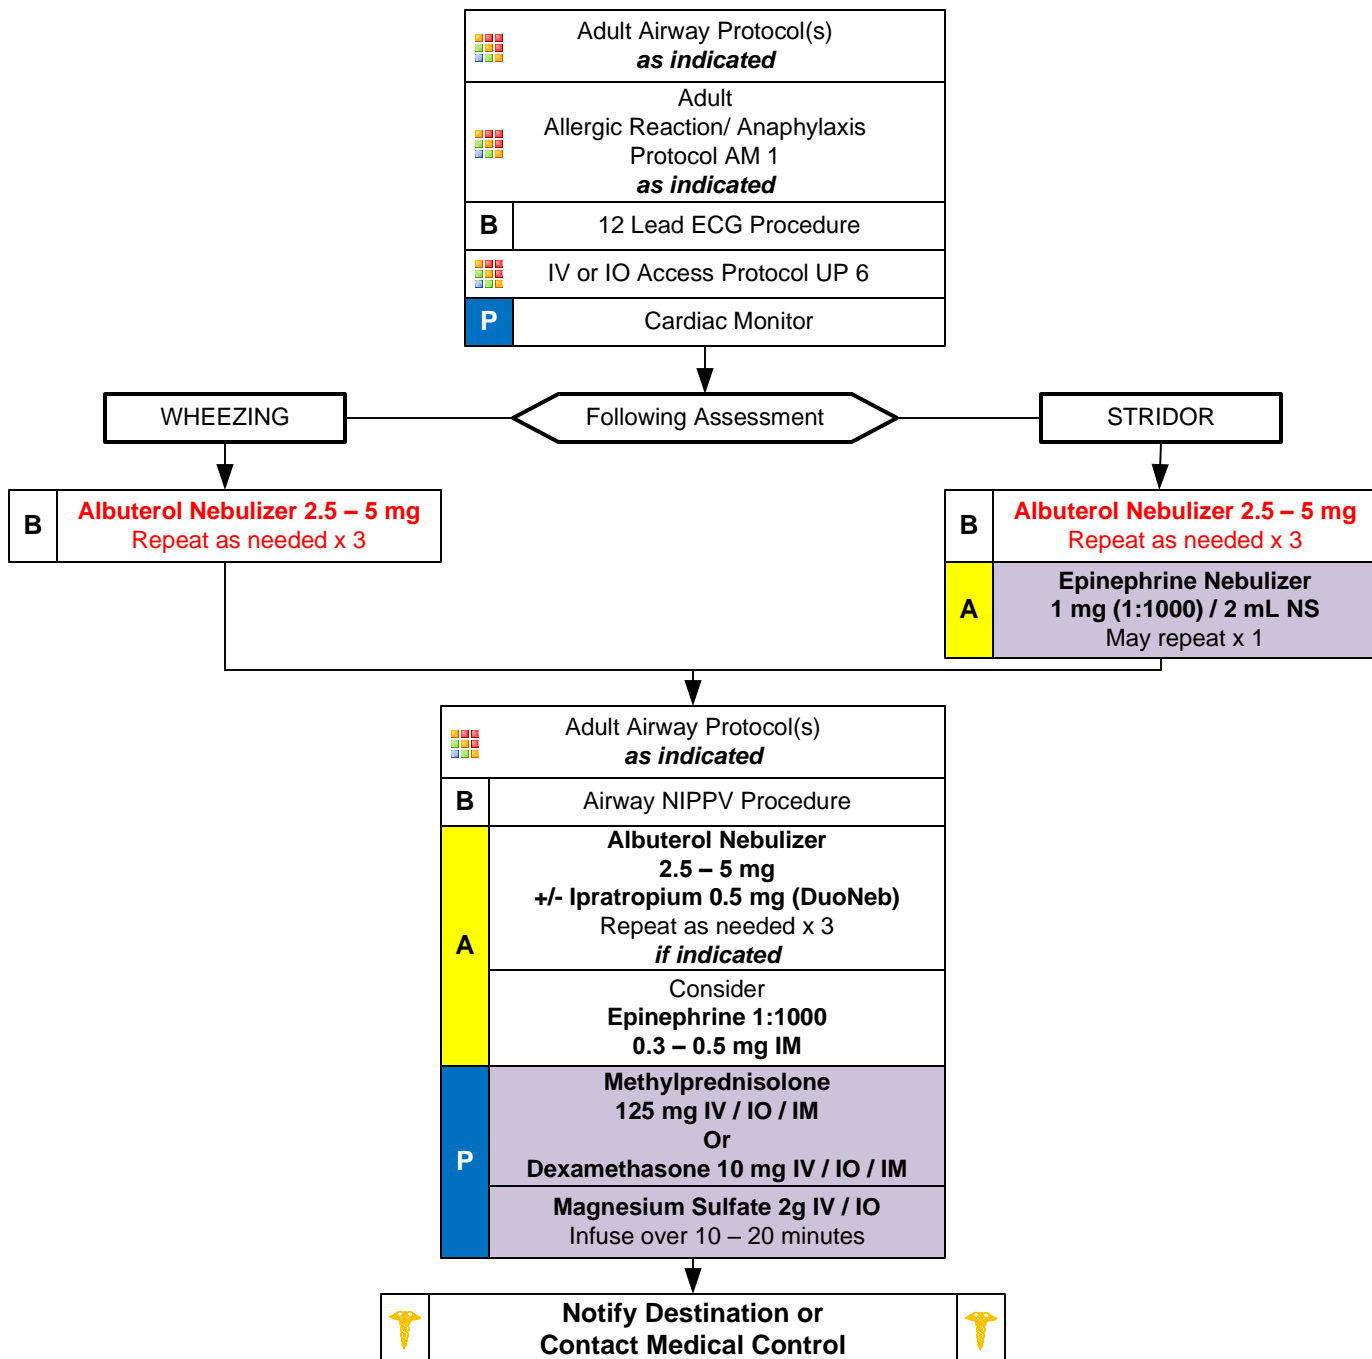 Adult Airway Protocol(s)
as indicated
Adult
Allergic Reaction/ Anaphylaxis
Protocol AM 1
as indicated
B
12 Lead ECG Procedure
IV or IO Access Protocol UP 6
P
Cardiac Monitor
WHEEZING
Following Assessment
STRIDOR
B
Albuterol Nebulizer 2.5 – 5 mg
Repeat as needed x 3
B
Albuterol Nebulizer 2.5 – 5 mg
Repeat as needed x 3
A
Epinephrine Nebulizer
1 mg (1:1000) / 2 mL NS
May repeat x 1
Adult Airway Protocol(s)
as indicated
B
Airway NIPPV Procedure
A
Albuterol Nebulizer
2.5 – 5 mg
+/- Ipratropium 0.5 mg (DuoNeb)
Repeat as needed x 3
if indicated
Consider
Epinephrine 1:1000
0.3 – 0.5 mg IM
P
Methylprednisolone
125 mg IV / IO / IM
Or
Dexamethasone 10 mg IV / IO / IM
Magnesium Sulfate 2g IV / IO
Infuse over 10 – 20 minutes
Notify Destination or
Contact Medical Control